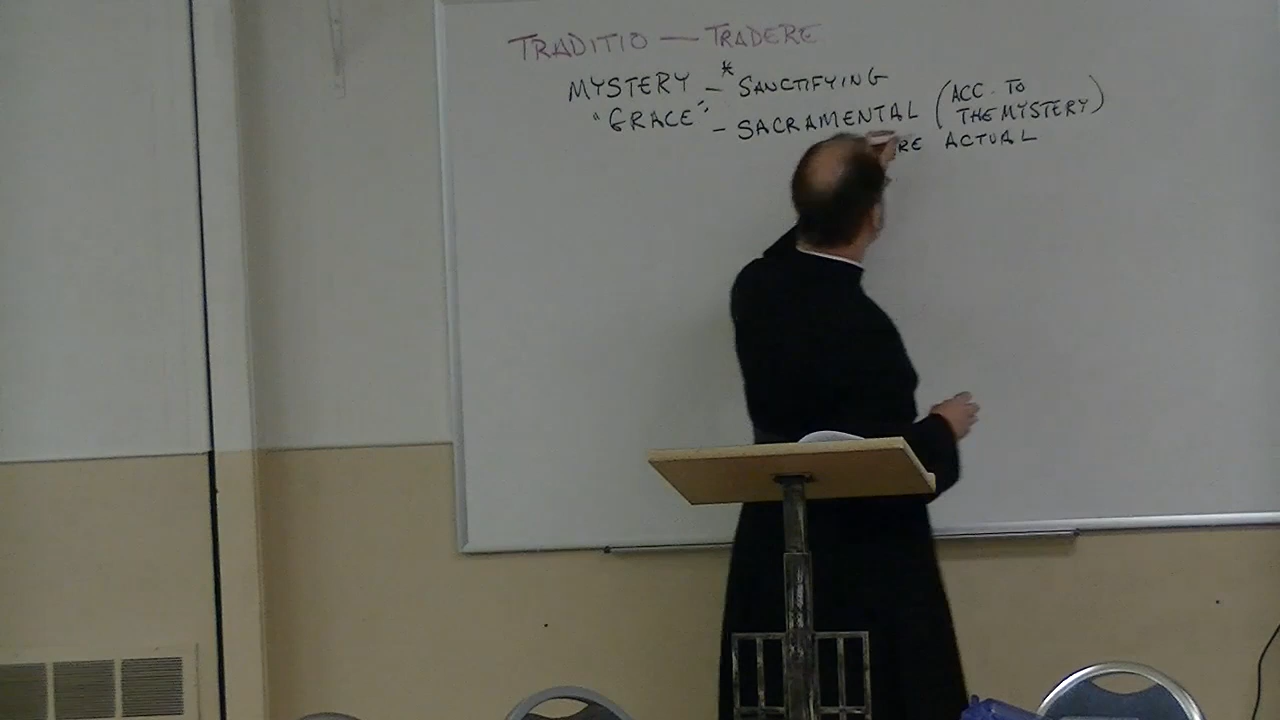 TRADITIO — TRADERE
MYSTERY - * SANCTIFYING
"GRACE" - SACRAMENTAL (ACC. TO THE MYSTERY)
ACTUAL